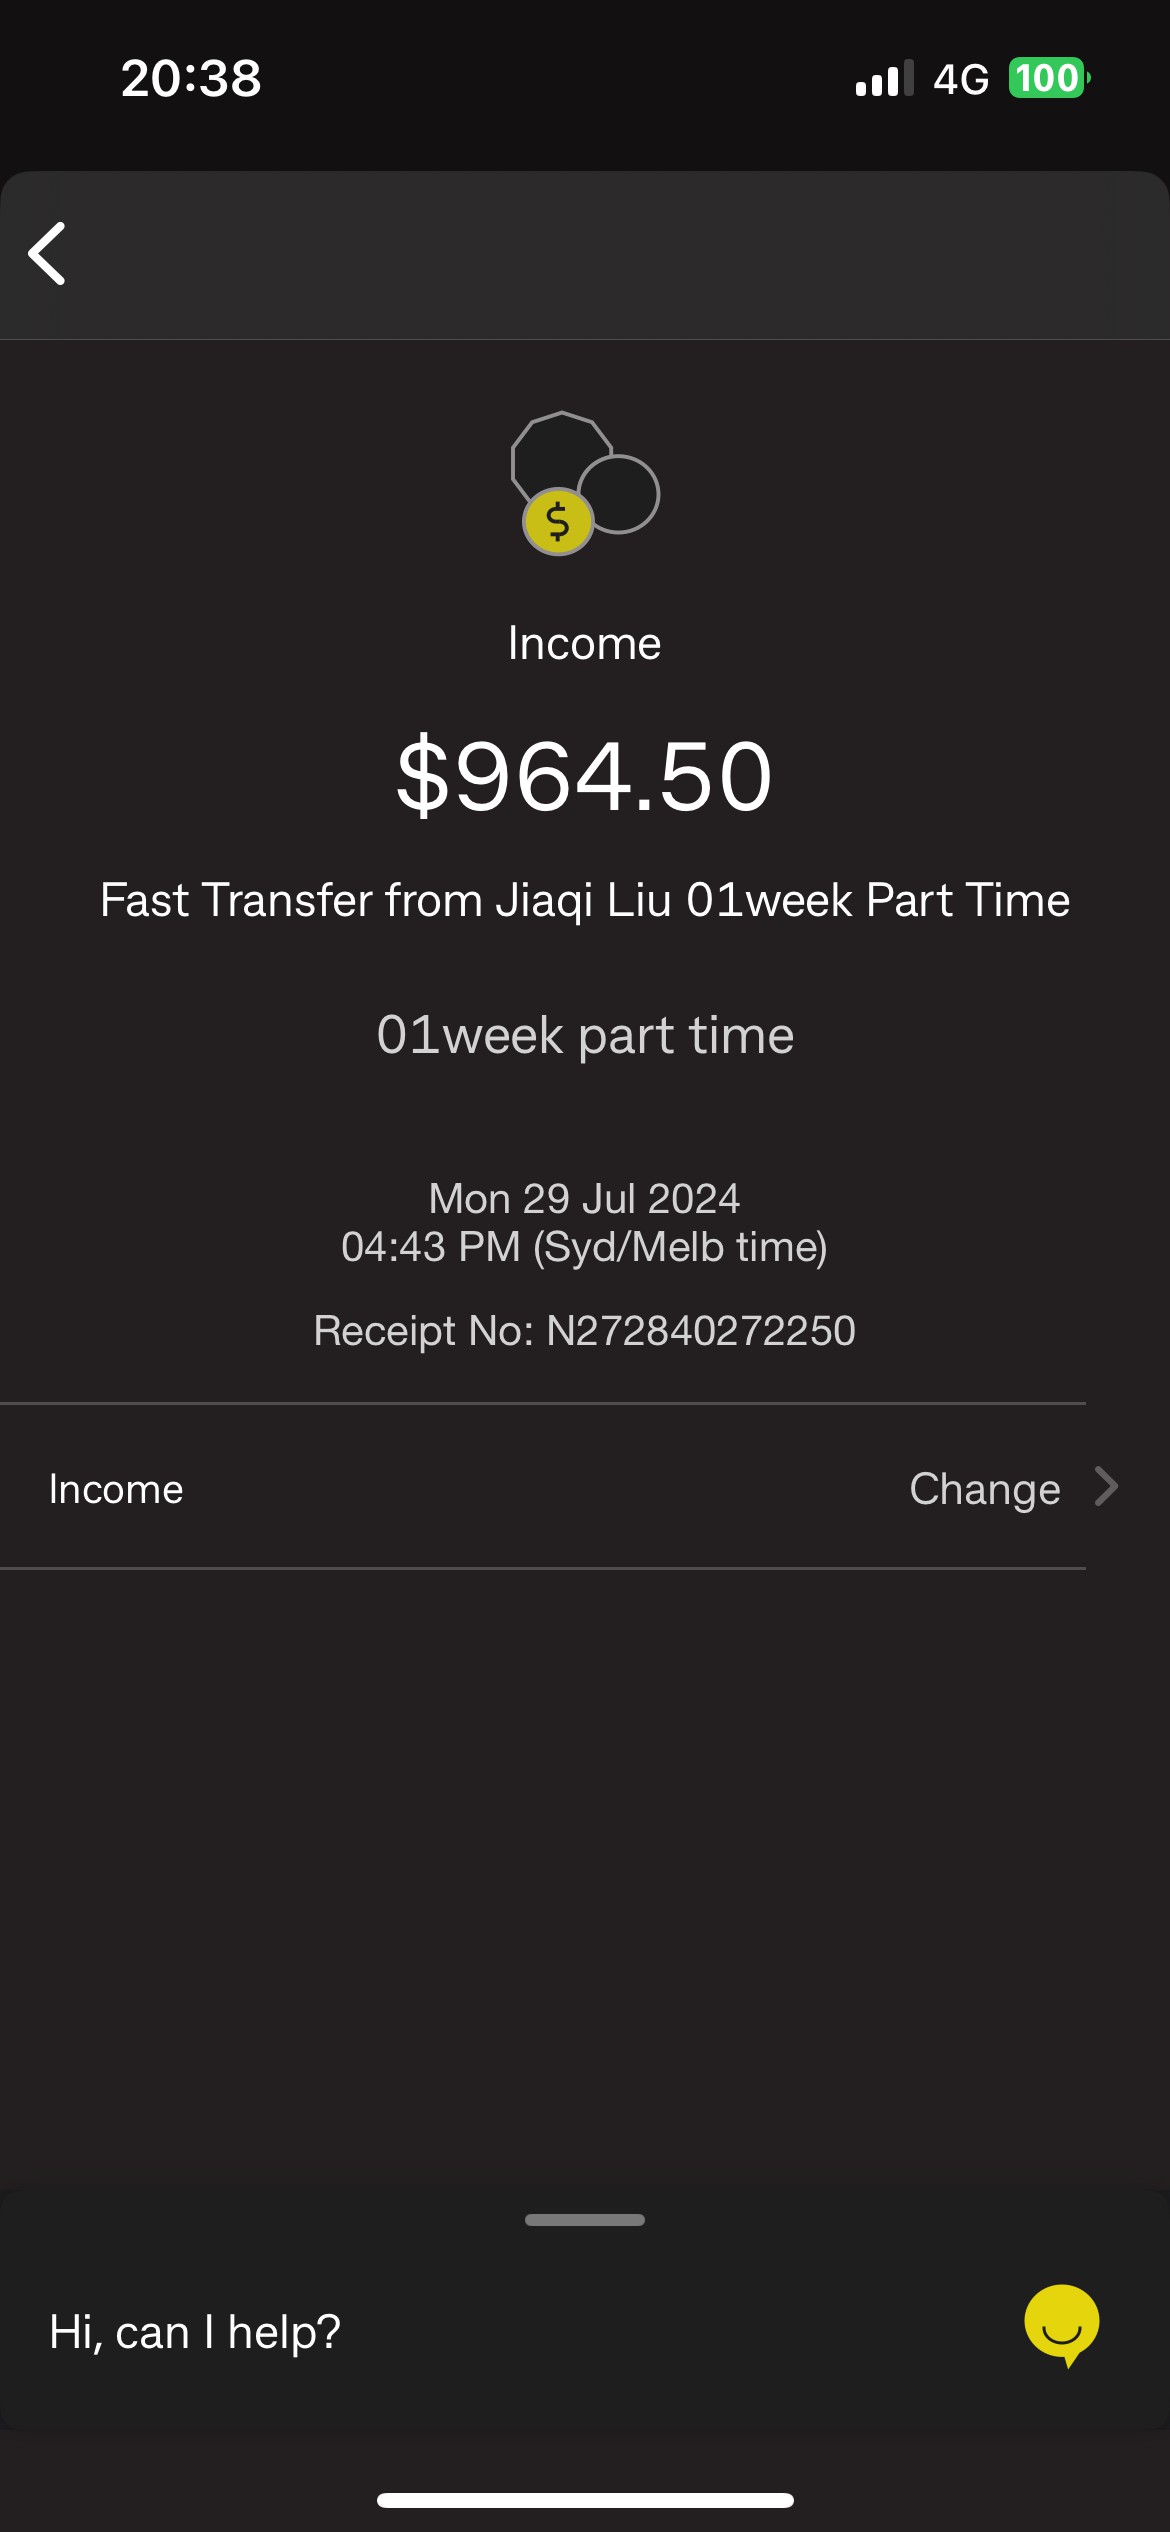 20:38
4G 100
$
Income
$964.50
Fast Transfer from Jiaqi Liu 01week Part Time
01week part time
Mon 29 Jul 2024
04:43 PM (Syd/Melb time)
Receipt No: N272840272250
Income Change
Hi, can I help?